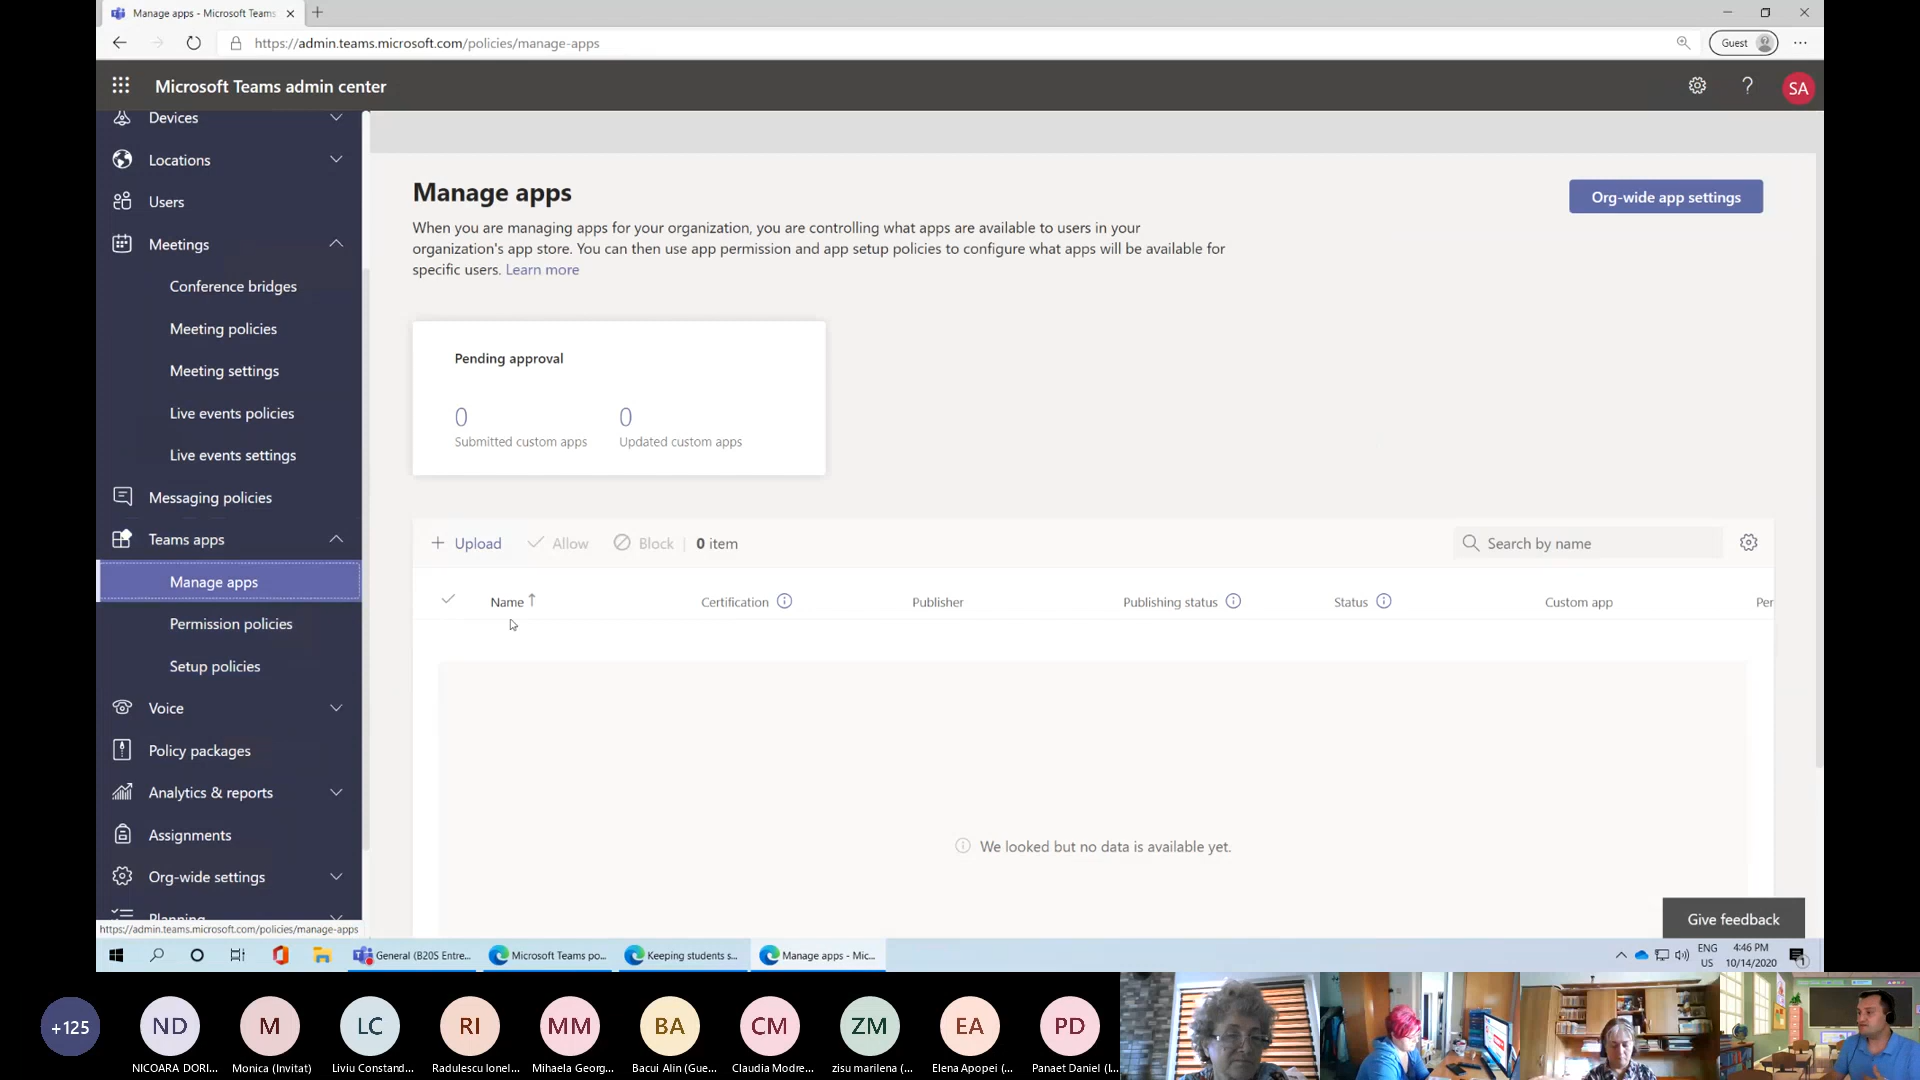 Manage apps - Microsoft Teams
https://admin.teams.microsoft.com/policies/manage-apps
Guest
Microsoft Teams admin center
SA
Devices
Locations
Users
Meetings
Conference bridges
Meeting policies
Meeting settings
Live events policies
Live events settings
Messaging policies
Teams apps
Manage apps
Permission policies
Setup policies
Voice
Policy packages
Analytics & reports
Assignments
Org-wide settings
Planning
https://admin.teams.microsoft.com/policies/manage-apps
Manage apps
Org-wide app settings
When you are managing apps for your organization, you are controlling what apps are available to users in your
organization's app store. You can then use app permission and app setup policies to configure what apps will be available for
specific users. Learn more
Pending approval
0 0
Submitted custom apps Updated custom apps
Upload Allow Block 0 item Search by name
Name Certification Publisher Publishing status Status Custom app Per
We looked but no data is available yet.
Give feedback
General (B20S Entre... Microsoft Teams po... Keeping students s... Manage apps - Mic...
ENG 4:46 PM
US 10/14/2020
1
+125 ND M LC RI MM BA CM ZM EA PD
NICOARA DORI... Monica (Invitat) Liviu Constand... Radulescu Ionel... Mihaela Georg... Bacui Alin (Gue... Claudia Modre... zisu marilena (... Elena Apopei (... Panaet Daniel (I...